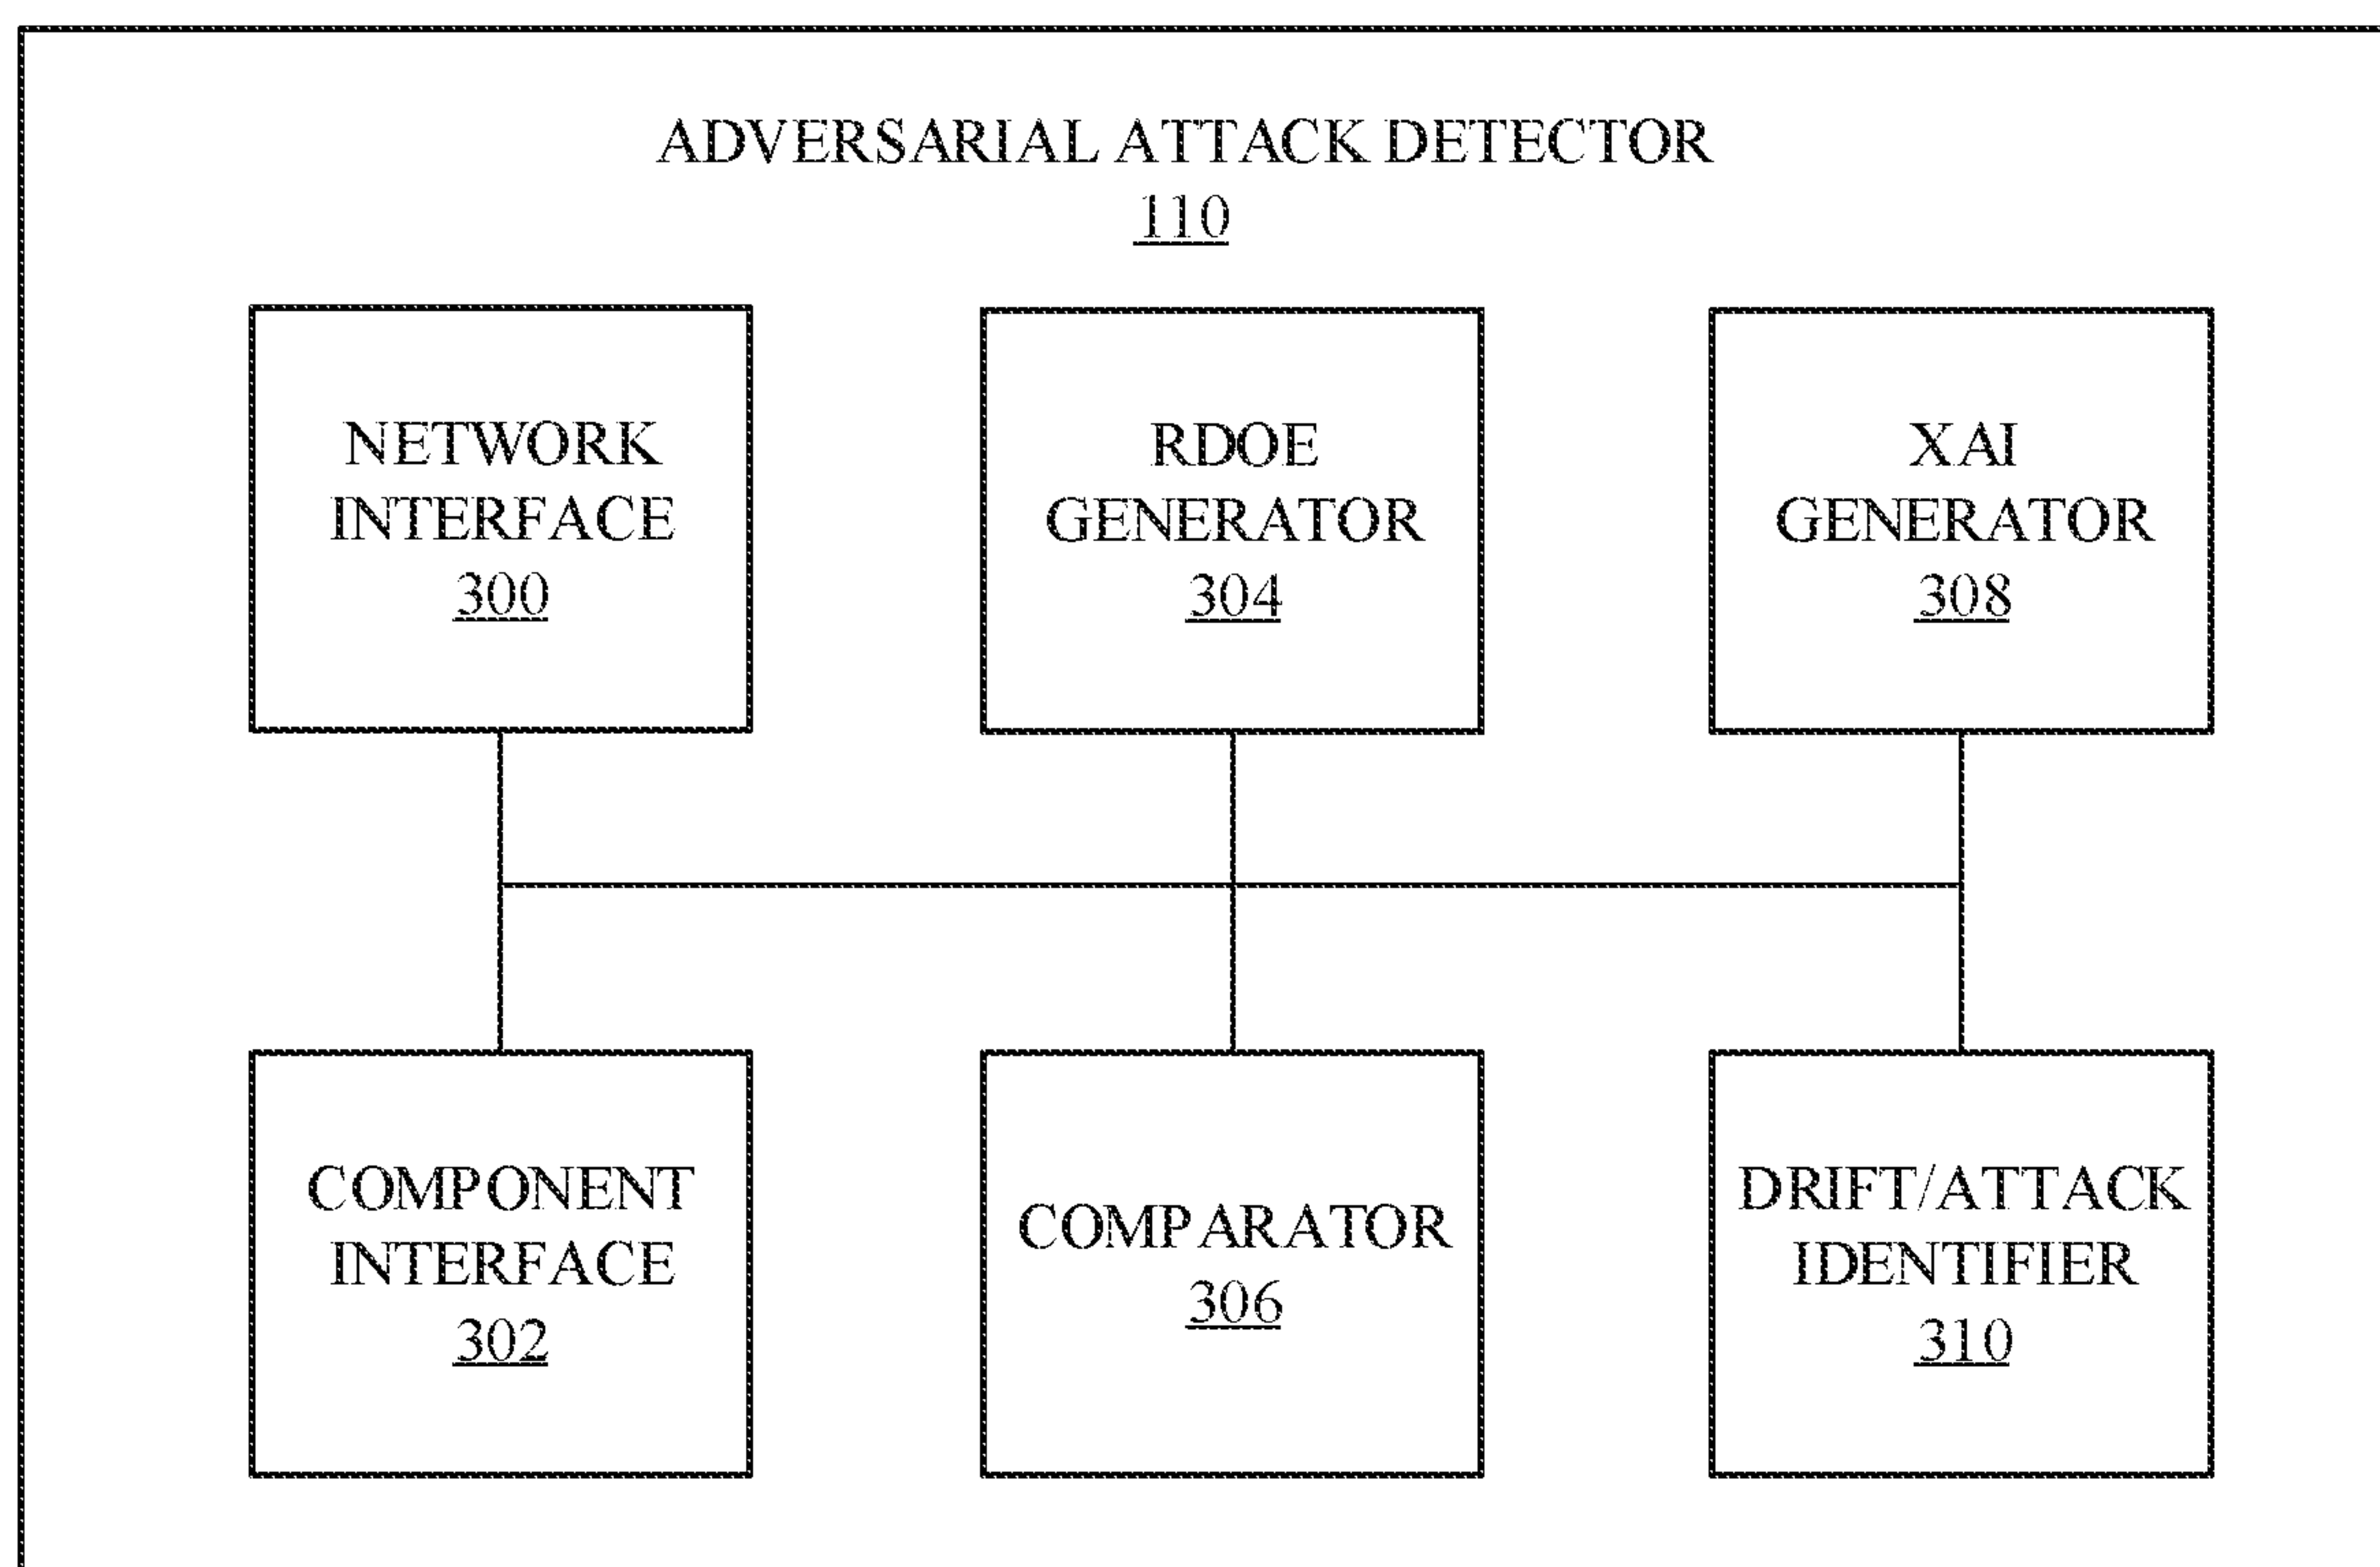 ADVERSARIAL ATTACK DETECTOR
110
NETWORK
INTERFACE
300
RDOE
GENERATOR
304
XAI
GENERATOR
308
COMPONENT
INTERFACE
302
COMPARATOR
306
DRIFT/ATTACK
IDENTIFIER
310